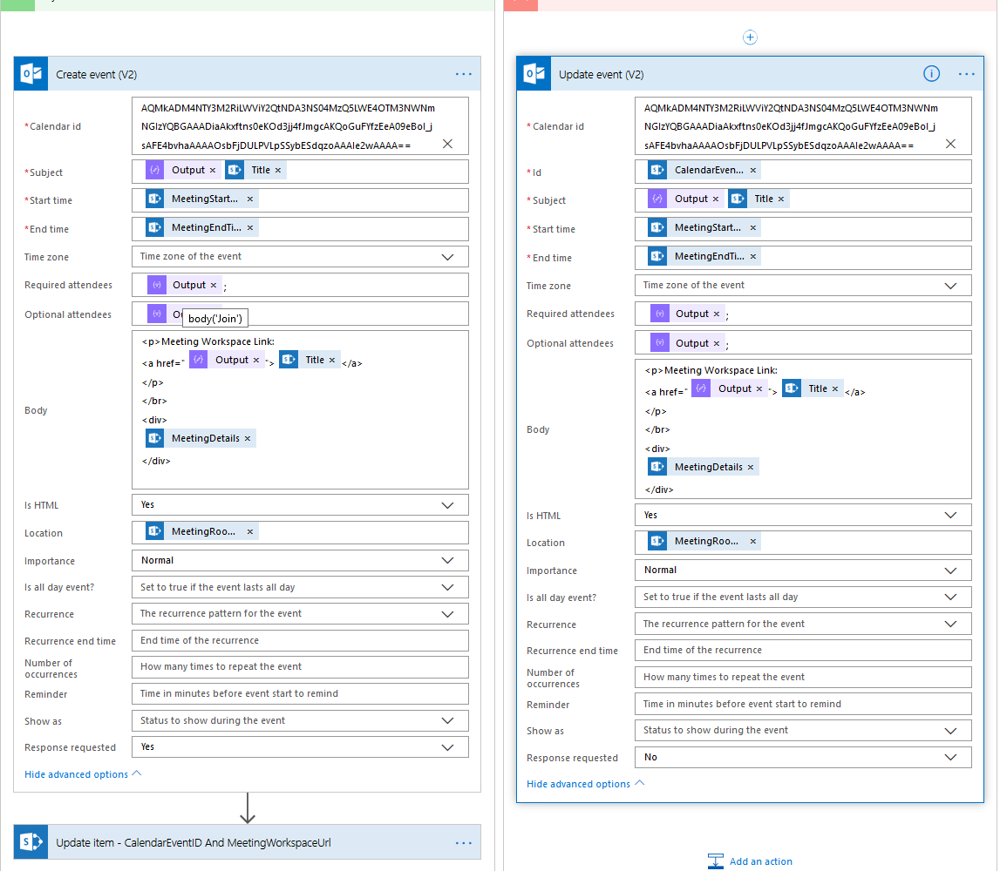 Create event (V2)
* Calendar id
AQMkADM4NTY3M2RiLWViY2QtNDA3NS04MzQ5LWE4OTM3NWNm
NGIzYQBGAAADiaAkxftns0eKOd3jj4fJmgcAKQoGuFYfzEeA09eBoI_j
sAFE4bvhaAAAAOsbFjDULPVLpSSybESdqzoAAAIe2wAAAA==
* Subject
Output × Title ×
* Start time
MeetingStart... ×
* End time
MeetingEndTi... ×
Time zone
Time zone of the event
Required attendees
Output × ;
Optional attendees
body('Join')
Body
<p>Meeting Workspace Link:
<a href=" Output × "> Title × </a>
</p>
</br>
<div>
MeetingDetails ×
</div>
Is HTML
Yes
Location
MeetingRoo... ×
Importance
Normal
Is all day event?
Set to true if the event lasts all day
Recurrence
The recurrence pattern for the event
Recurrence end time
End time of the recurrence
Number of
occurrences
How many times to repeat the event
Reminder
Time in minutes before event start to remind
Show as
Status to show during the event
Response requested
Yes
Hide advanced options
Update item - CalendarEventID And MeetingWorkspaceUrl
Update event (V2)
* Calendar id
AQMkADM4NTY3M2RiLWViY2QtNDA3NS04MzQ5LWE4OTM3NWNm
NGIzYQBGAAADiaAkxftns0eKOd3jj4fJmgcAKQoGuFYfzEeA09eBoI_j
sAFE4bvhaAAAAOsbFjDULPVLpSSybESdqzoAAAIe2wAAAA==
* Id
CalendarEven... ×
* Subject
Output × Title ×
* Start time
MeetingStart... ×
* End time
MeetingEndTi... ×
Time zone
Time zone of the event
Required attendees
Output × ;
Optional attendees
Output × ;
Body
<p>Meeting Workspace Link:
<a href=" Output × "> Title × </a>
</p>
</br>
<div>
MeetingDetails ×
</div>
Is HTML
Yes
Location
MeetingRoo... ×
Importance
Normal
Is all day event?
Set to true if the event lasts all day
Recurrence
The recurrence pattern for the event
Recurrence end time
End time of the recurrence
Number of
occurrences
How many times to repeat the event
Reminder
Time in minutes before event start to remind
Show as
Status to show during the event
Response requested
No
Hide advanced options
Add an action